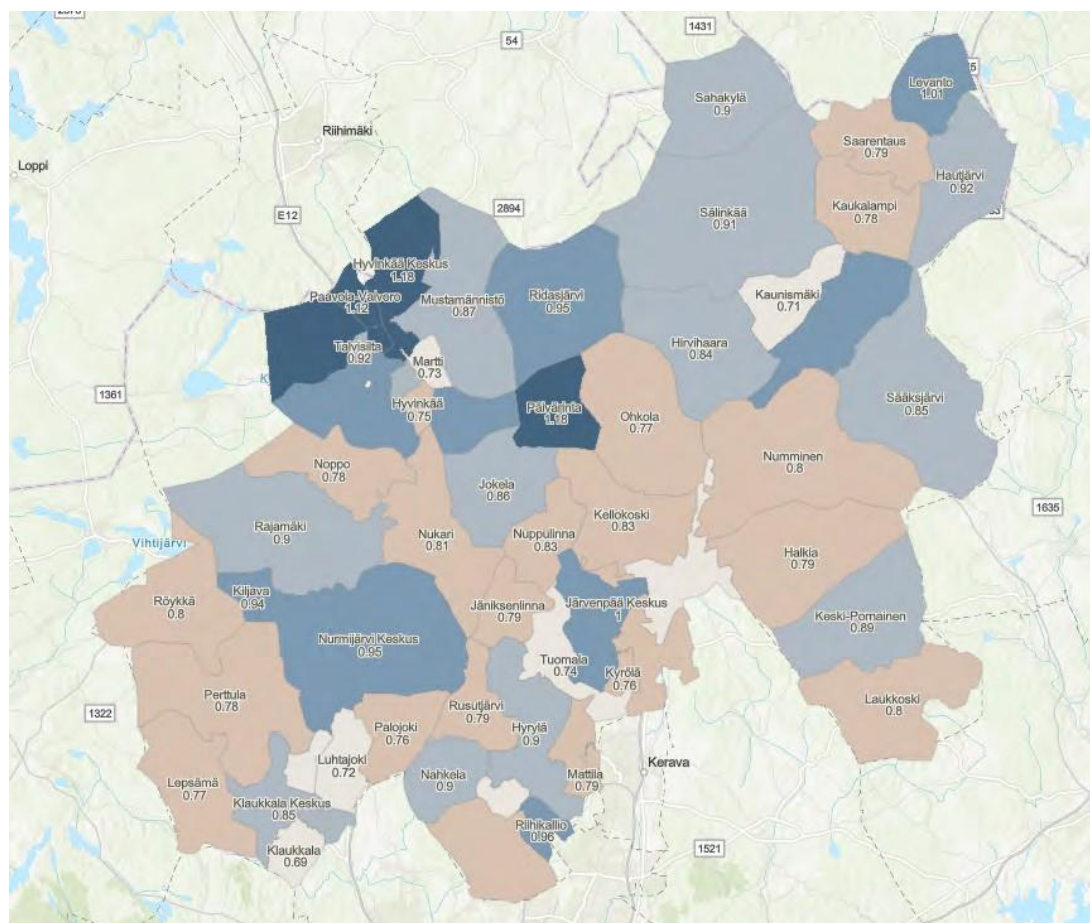 1431
54
Levanto
1.01
Sahakylä
0.9
Riihimäki
Saarentaus
0.79
Loppi
Hautjärvi
0.92
Kaukalampi
0.78
2894
E12
Sälinkää
0.91
Hyvinkää Keskus
1.18
Paavola-Valvero
1.12
Mustamännistö
0.87
Ridasjärvi
0.95
Kaunismäki
0.71
Talvisilta
0.92
Hirvihaara
0.84
Martti
0.73
1361
Hyvinkää
0.75
Päivärinta
1.18
Ohkola
0.77
Sääksjärvi
0.85
Numminen
0.8
Noppo
0.78
Jokela
0.86
Kellokoski
0.83
1635
Rajamäki
0.9
Nukari
0.81
Nuppulinna
0.83
Vihtijärvi
Halkia
0.79
Kiljava
0.94
Röykkä
0.8
Jäniksenlinna
0.79
Järvenpää Keskus
1
Keski-Pornainen
0.89
Nurmijärvi Keskus
0.95
Tuomala
0.74
Kyrölä
0.76
Perttula
0.78
Rusutjärvi
0.79
Laukkoski
0.8
1322
Palojoki
0.76
Hyrylä
0.9
Luhtajoki
0.72
Kerava
Lepsämä
0.77
Nahkela
0.9
Mattila
0.79
Klaukkala Keskus
0.85
Riihikallio
0.96
Klaukkala
0.69
1521